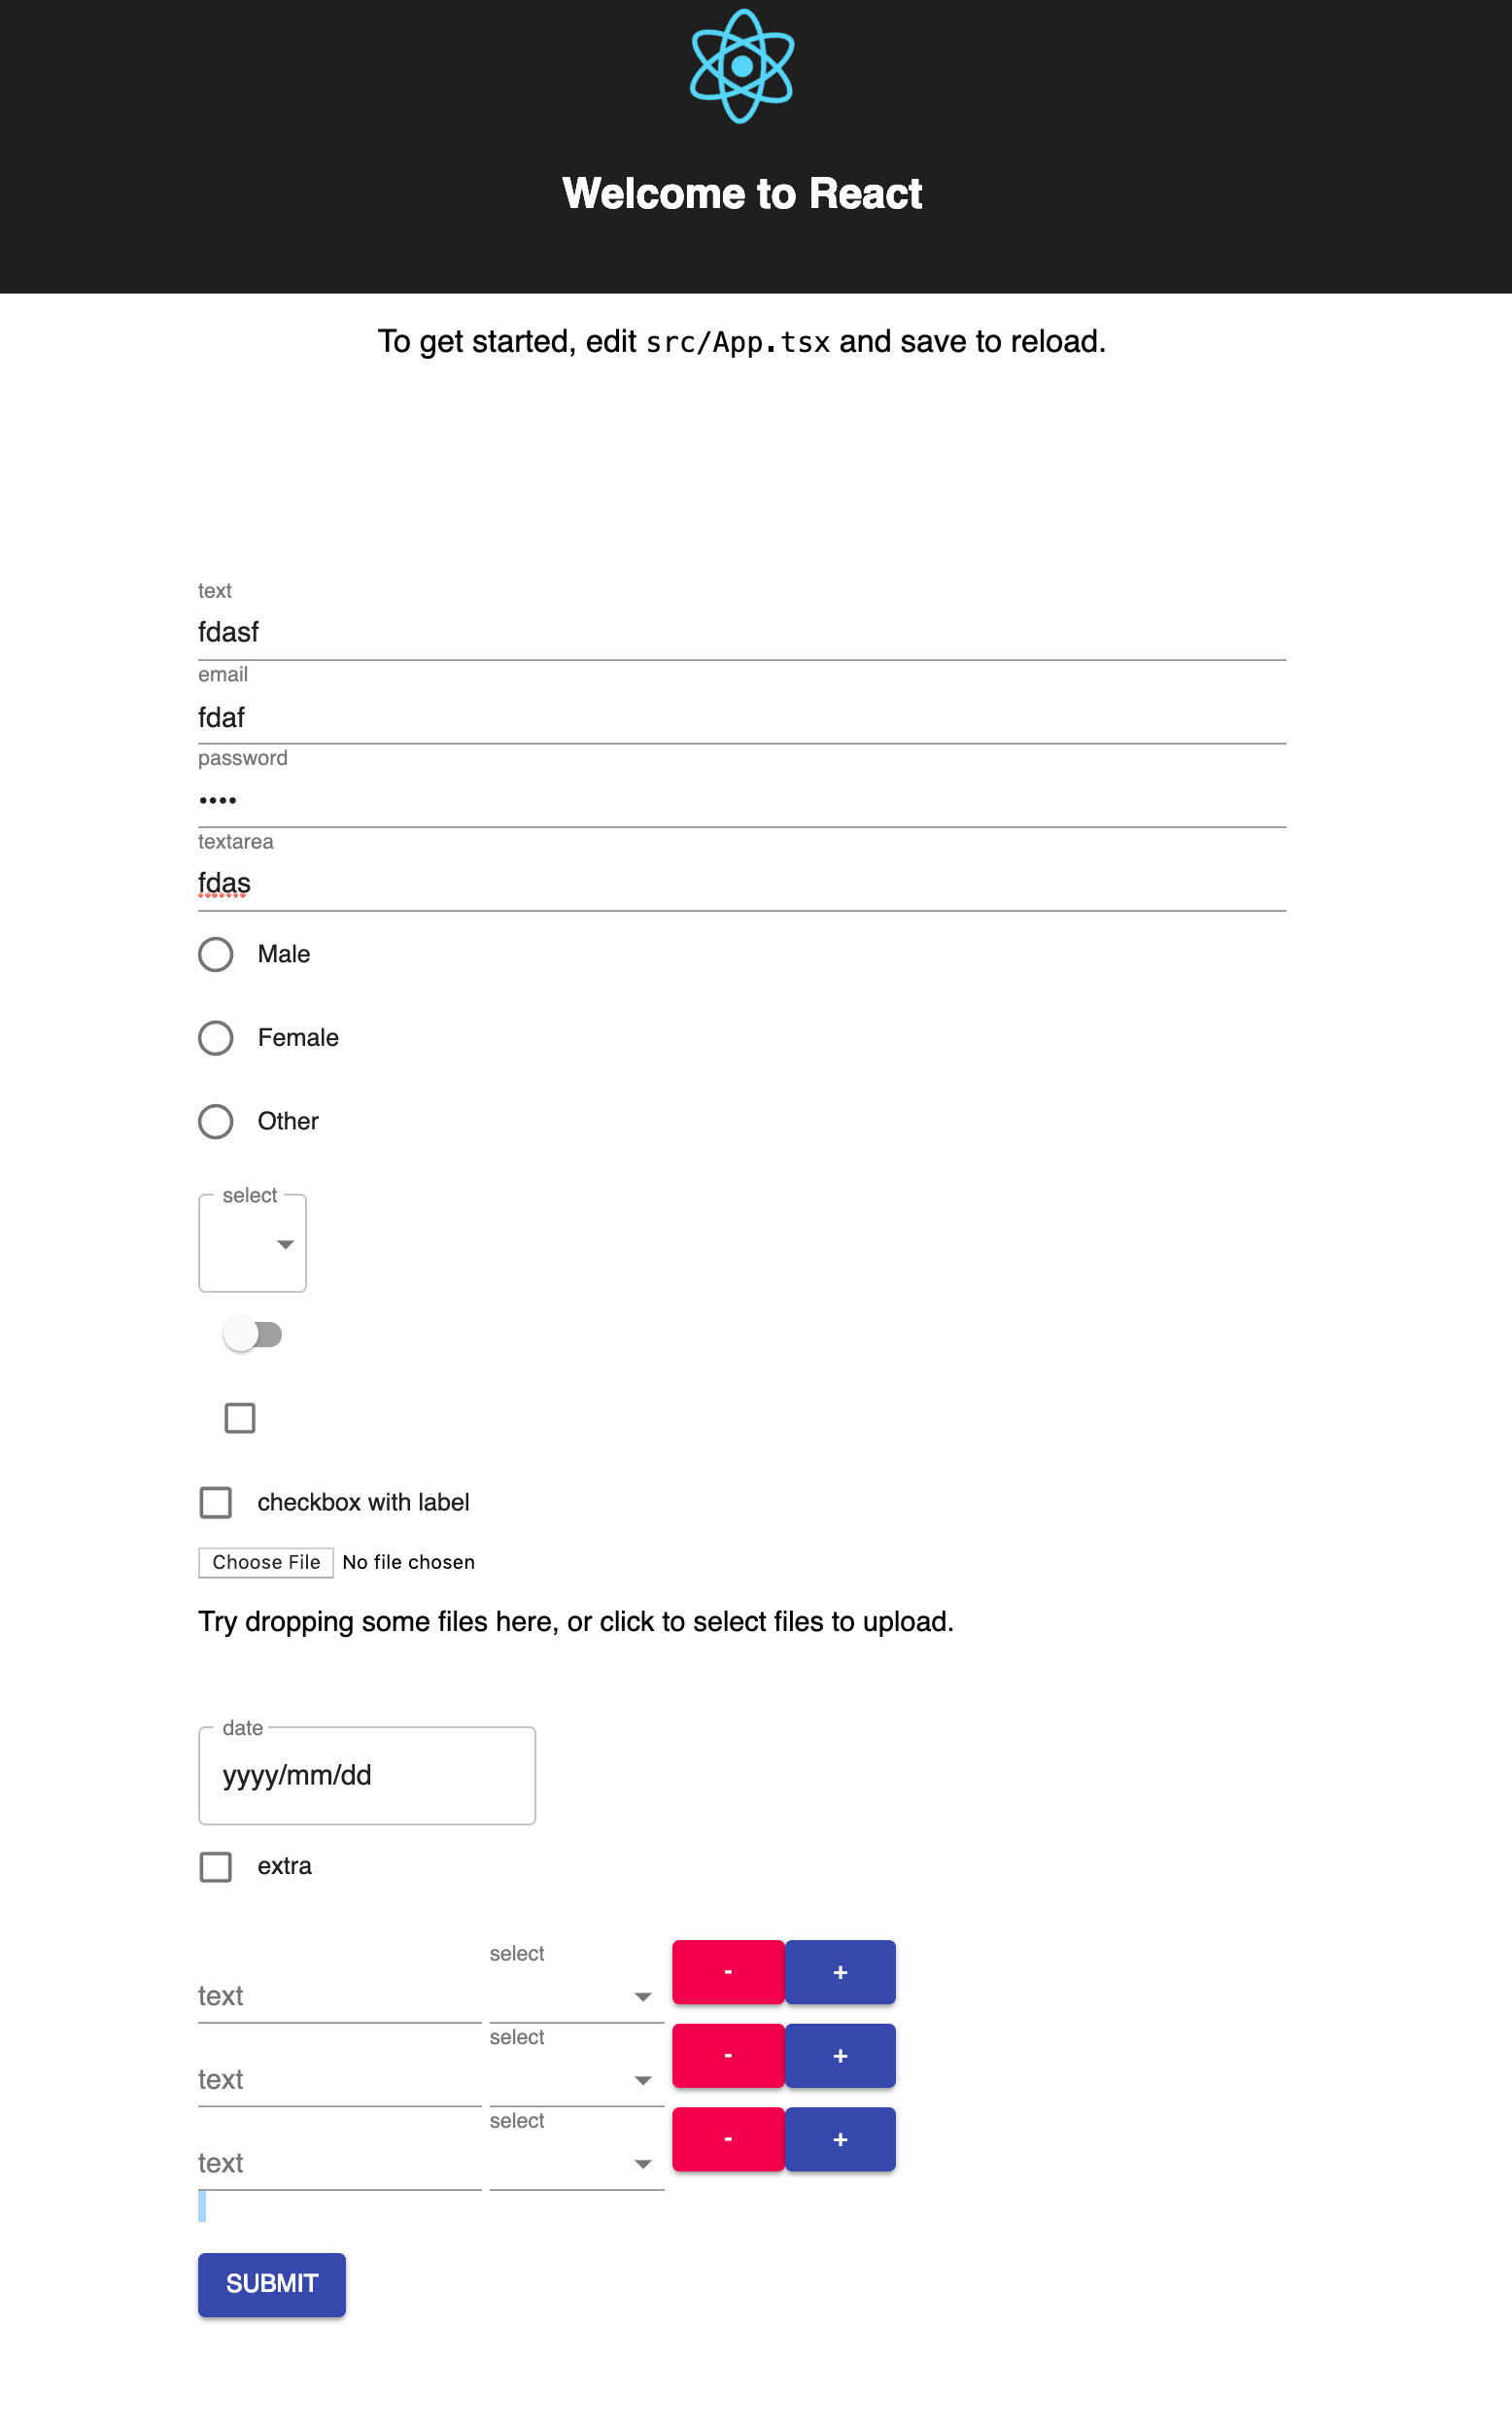 Welcome to React
To get started, edit src/App.tsx and save to reload.
text
fdasf
email
fdaf
password
••••
textarea
fdas
Male
Female
Other
select
checkbox with label
Choose File No file chosen
Try dropping some files here, or click to select files to upload.
date
yyyy/mm/dd
extra
select
text - +
select
text - +
select
text - +
SUBMIT